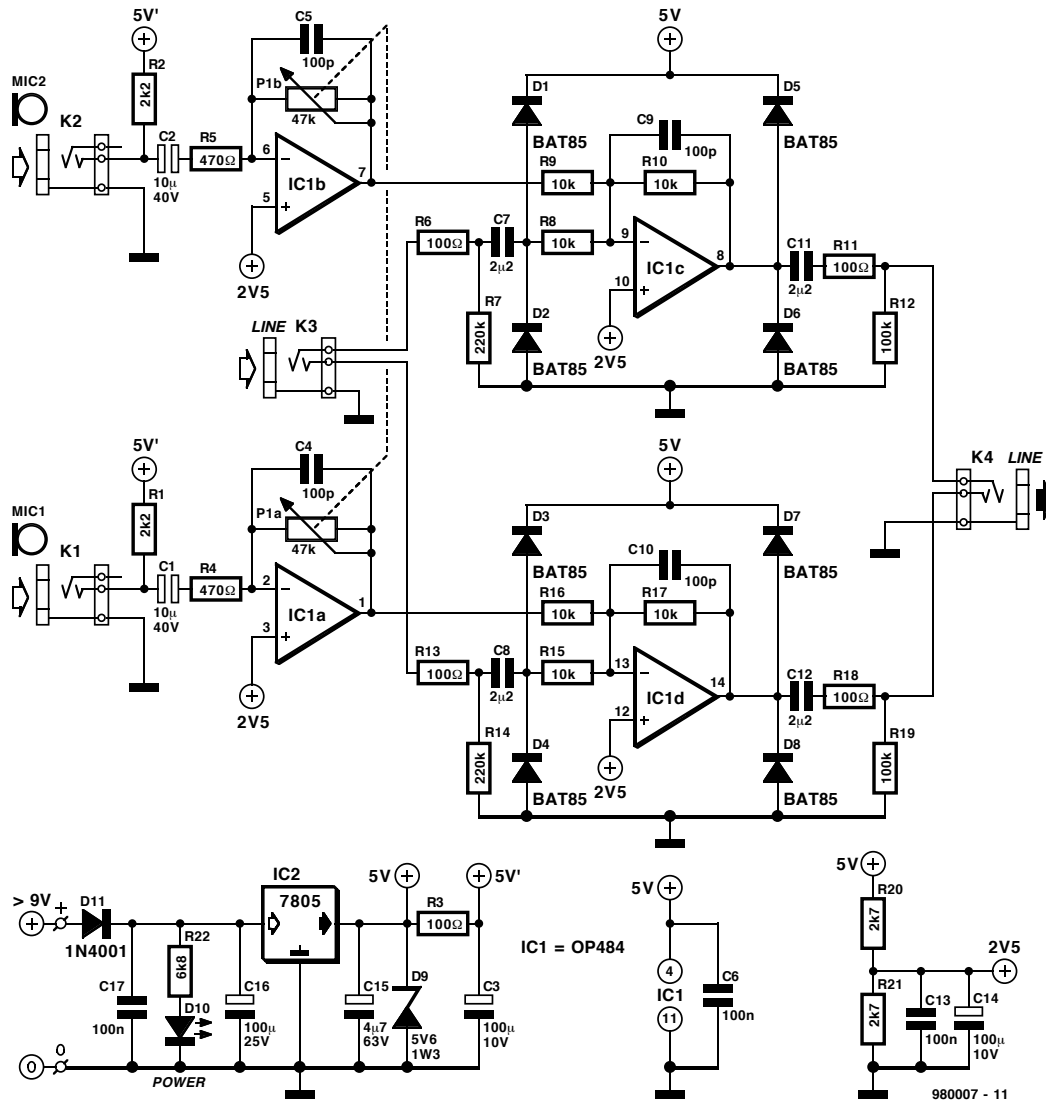 5V'
C5
5V
R2
100p
MIC2
2k2
P1b
D1
D5
K2
47k
C9
BAT85
BAT85
C2
R5
100p
6
R9
R10
470Ω
–
7
10k
10k
10µ
40V
IC1b
5
+
R6
C7
R8
9
–
8
C11
R11
100Ω
10k
IC1c
100Ω
2µ2
2µ2
2V5
10
+
R7
R12
LINE K3
D2
D6
220k
100k
2V5
BAT85
BAT85
5V'
C4
5V
K4 LINE
R1
100p
MIC1
2k2
P1a
D3
D7
K1
47k
C10
BAT85
BAT85
C1
R4
100p
2
R16
R17
470Ω
–
1
10k
10k
10µ
40V
IC1a
3
+
R13
C8
R15
13
–
14
C12
R18
100Ω
10k
IC1d
100Ω
2µ2
2µ2
2V5
12
+
R14
R19
D4
D8
220k
100k
2V5
BAT85
BAT85
IC2
5V
5V'
5V
5V
> 9V
+
D11
7805
R3
R20
1N4001
R22
100Ω
IC1 = OP484
2k7
2V5
6k8
4
C17
C16
C15
D9
C3
IC1
C6
R21
C13
C14
D10
11
2k7
100n
100µ
25V
4µ7
63V
5V6
1W3
100µ
10V
100n
100n
100µ
10V
0
0
POWER
980007 - 11